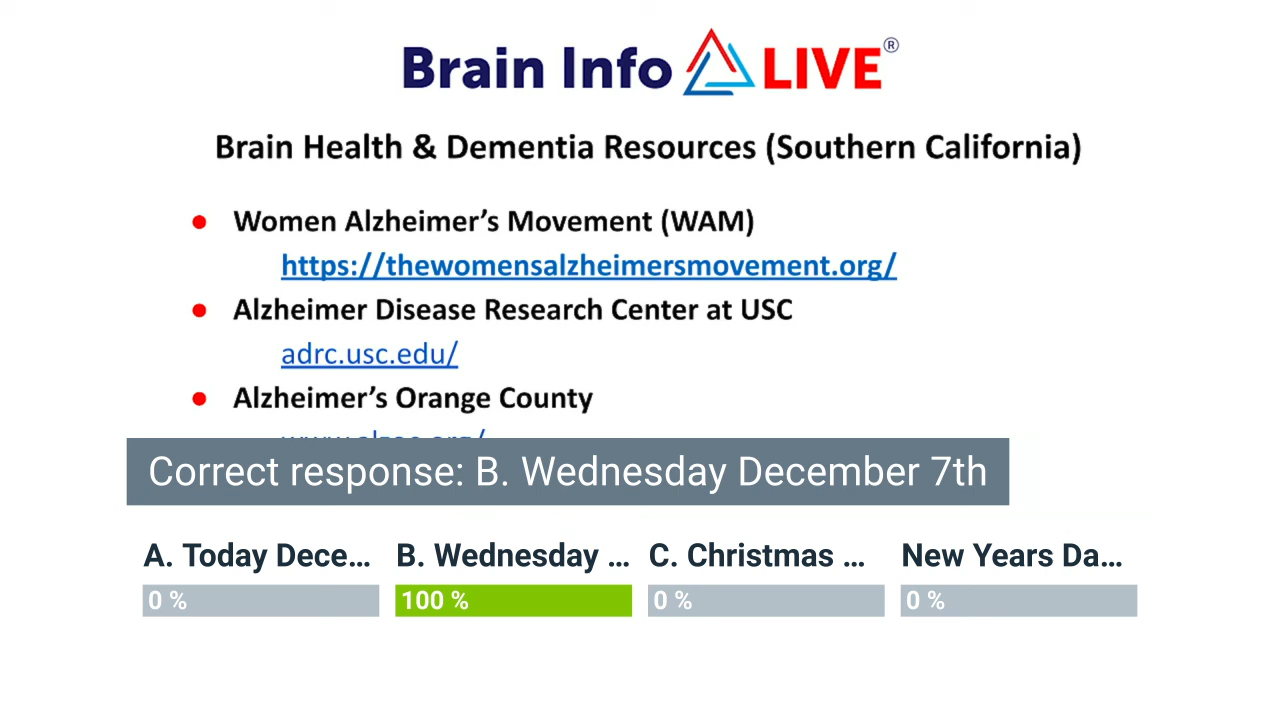 Brain Info LIVE®
Brain Health & Dementia Resources (Southern California)
● Women Alzheimer’s Movement (WAM)
https://thewomensalzheimersmovement.org/
● Alzheimer Disease Research Center at USC
adrc.usc.edu/
● Alzheimer’s Orange County
Correct response: B. Wednesday December 7th
A. Today Dece... B. Wednesday ... C. Christmas ... New Years Da...
0 % 100 % 0 % 0 %